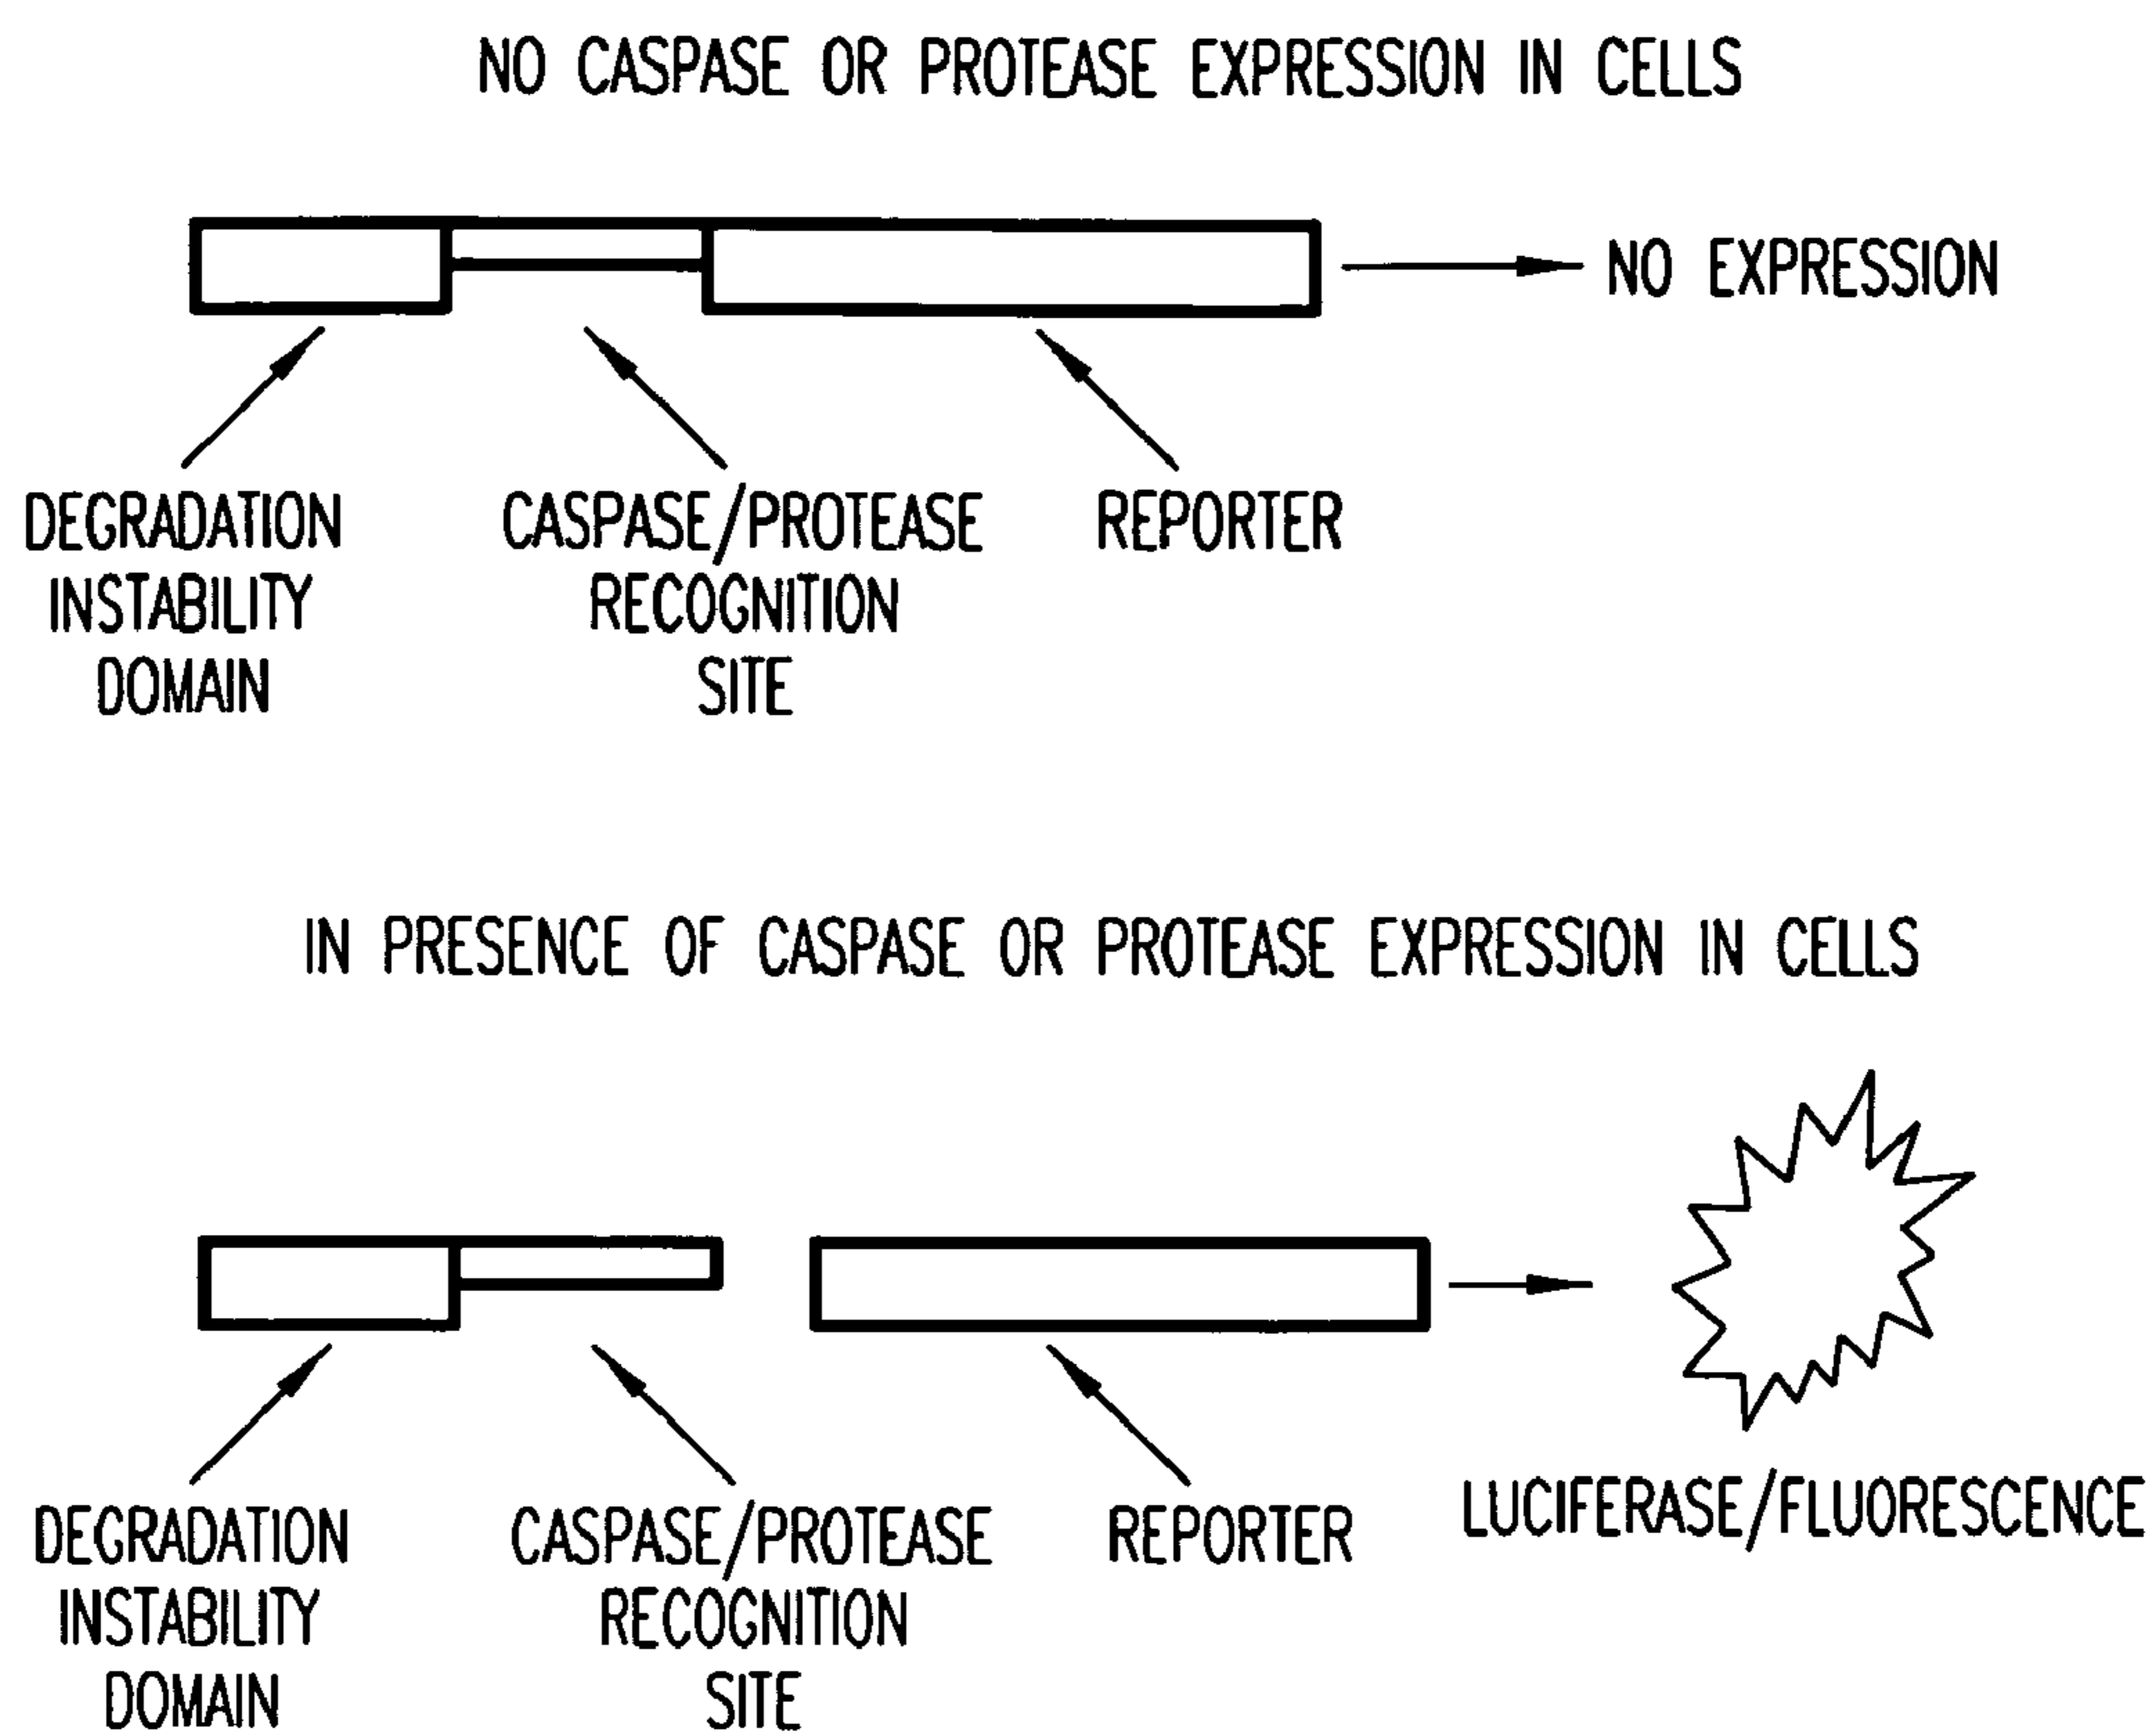 NO CASPASE OR PROTEASE EXPRESSION IN CELLS
NO EXPRESSION
DEGRADATION
INSTABILITY
DOMAIN
CASPASE/PROTEASE
RECOGNITION
SITE
REPORTER
IN PRESENCE OF CASPASE OR PROTEASE EXPRESSION IN CELLS
DEGRADATION
INSTABILITY
DOMAIN
CASPASE/PROTEASE
RECOGNITION
SITE
REPORTER
LUCIFERASE/FLUORESCENCE